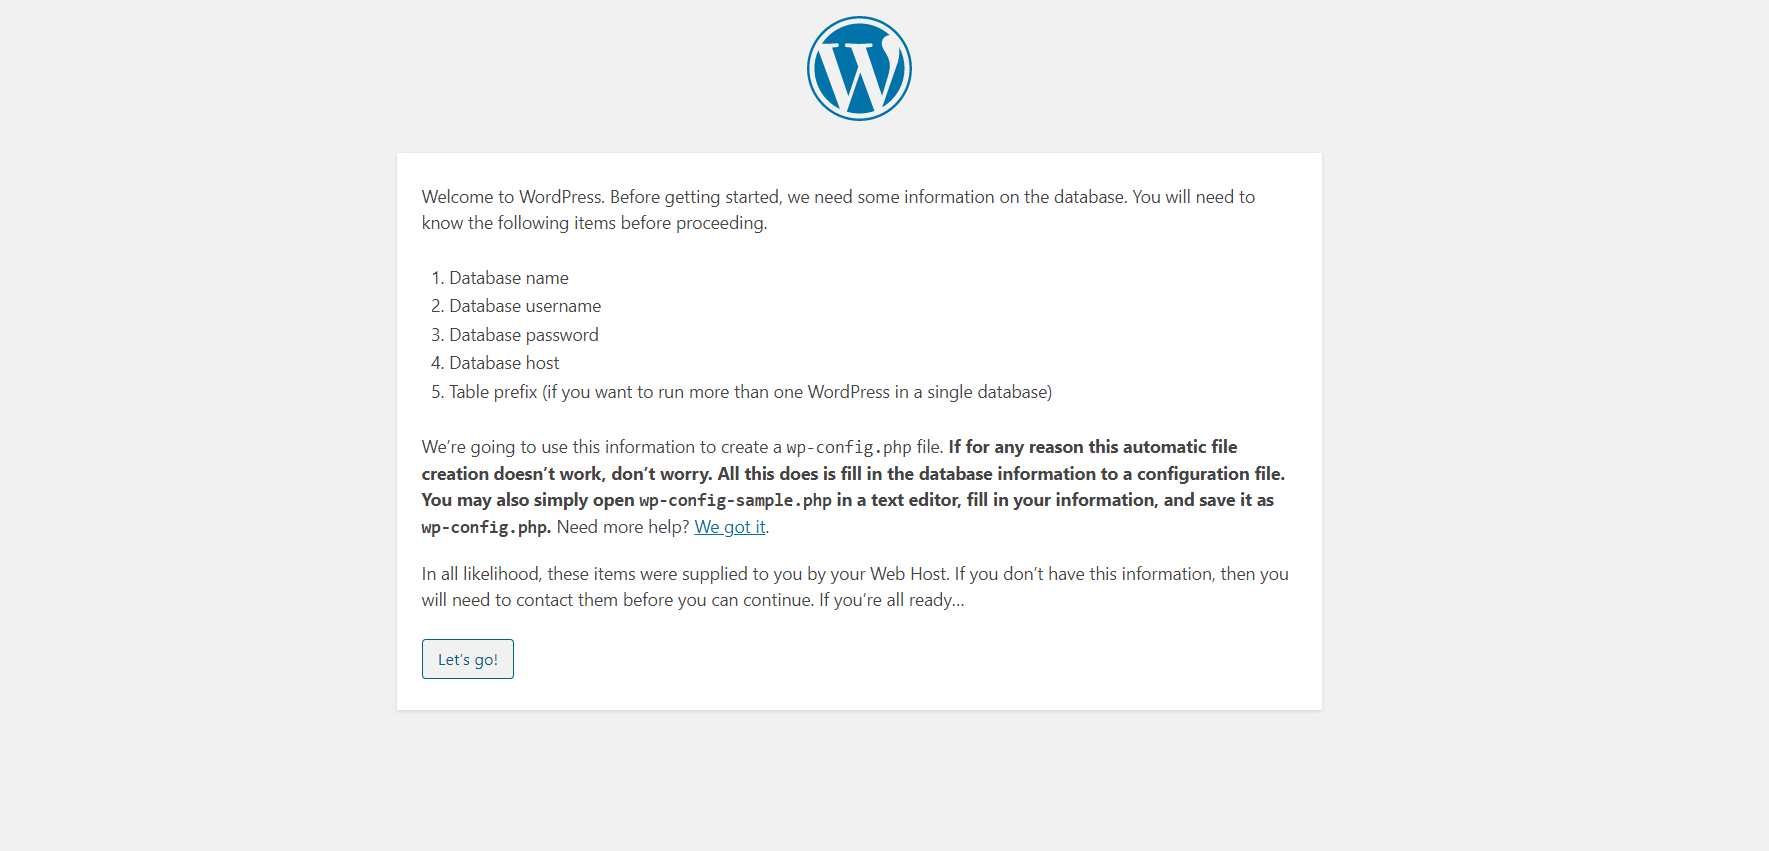 Welcome to WordPress. Before getting started, we need some information on the database. You will need to
know the following items before proceeding.
1. Database name
2. Database username
3. Database password
4. Database host
5. Table prefix (if you want to run more than one WordPress in a single database)
We’re going to use this information to create a wp-config.php file. If for any reason this automatic file
creation doesn’t work, don’t worry. All this does is fill in the database information to a configuration file.
You may also simply open wp-config-sample.php in a text editor, fill in your information, and save it as
wp-config.php. Need more help? We got it.
In all likelihood, these items were supplied to you by your Web Host. If you don’t have this information, then you
will need to contact them before you can continue. If you’re all ready…
Let’s go!